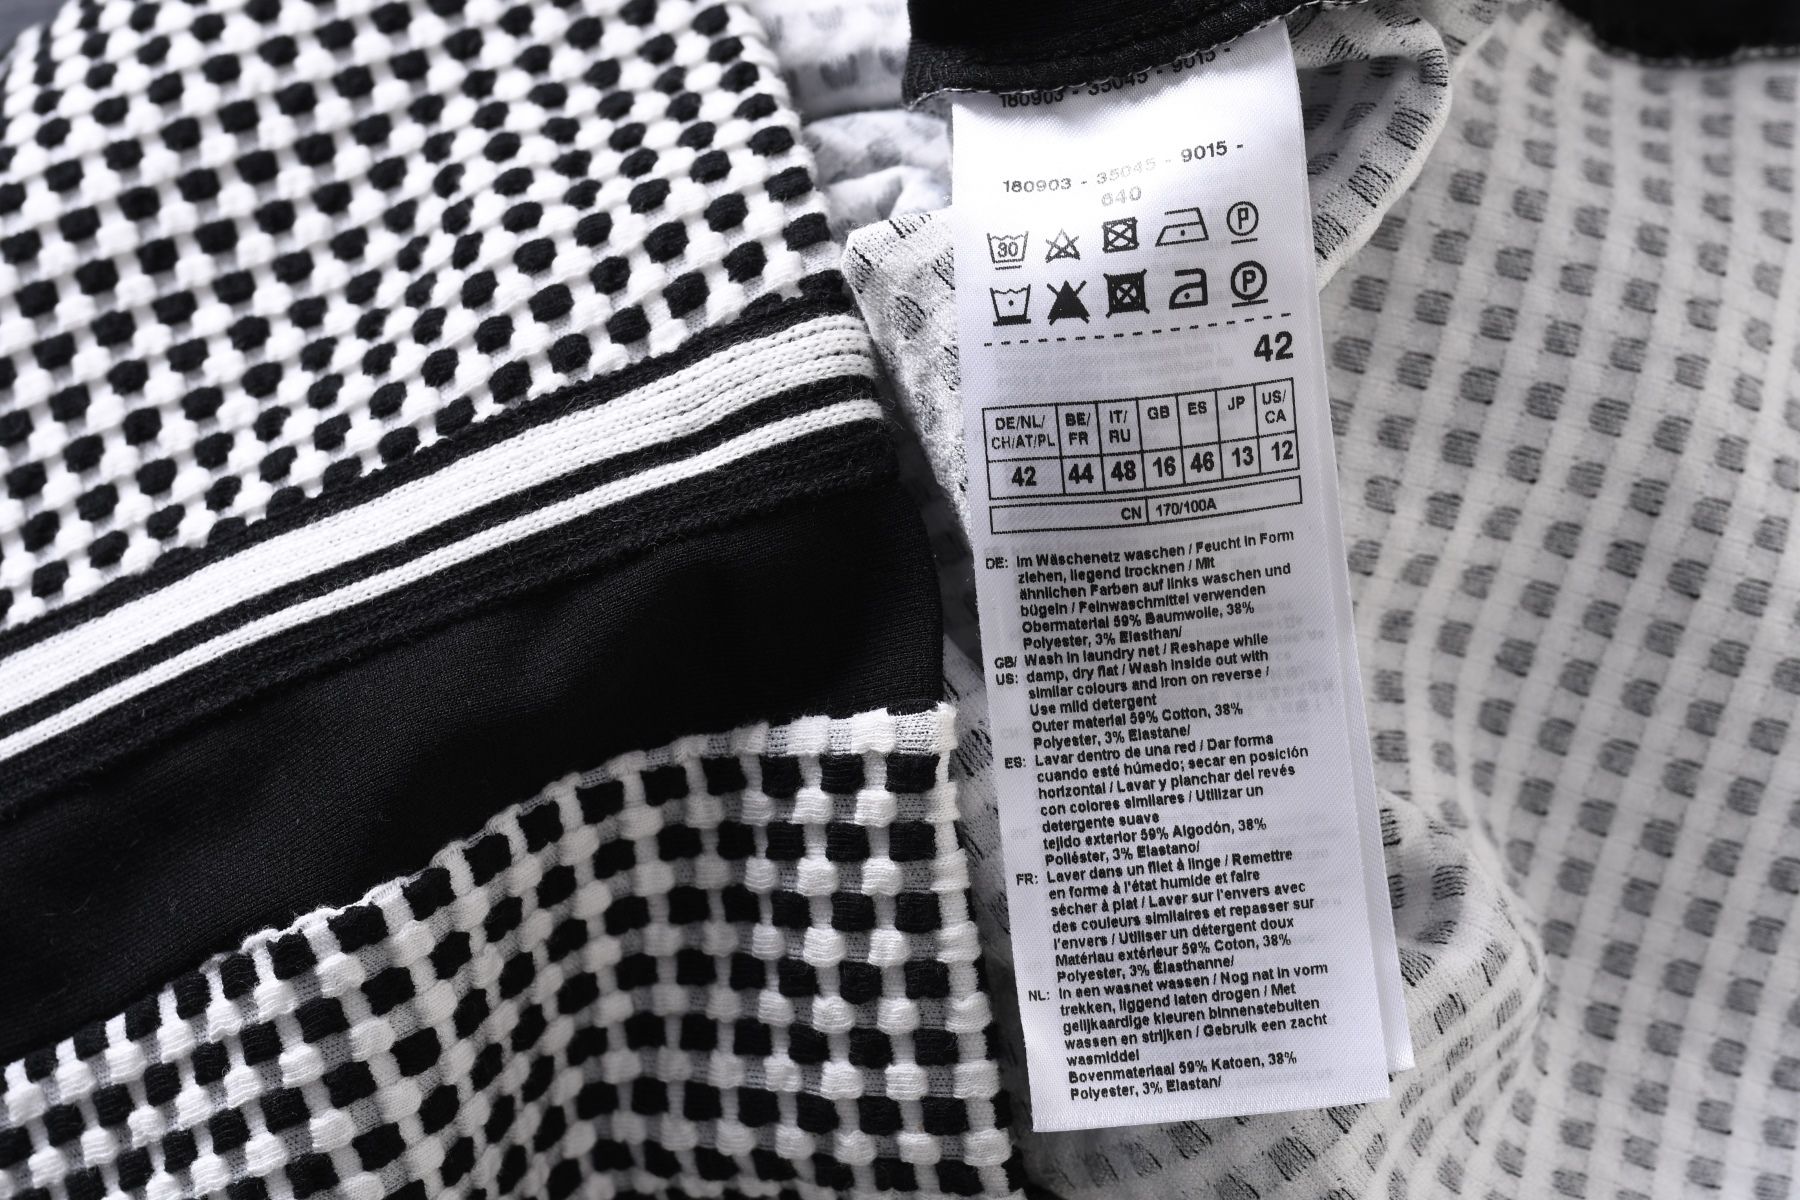 180903 - 35045 - 9015 -
180903 - 35045 - 9015 -
640
30 P
P
42
DE/NL/ BE/ IT/ GB ES JP US/
CH/AT/PL FR RU CA
42 44 48 16 46 13 12
CN 170/100A
DE: Im Wäschenetz waschen / Feucht in Form
ziehen, liegend trocknen / Mit
ähnlichen Farben auf links waschen und
bügeln / Feinwaschmittel verwenden
Obermaterial 59% Baumwolle, 38%
Polyester, 3% Elasthan/
GB/ Wash in laundry net / Reshape while
US: damp, dry flat / Wash inside out with
similar colours and iron on reverse /
Use mild detergent
Outer material 59% Cotton, 38%
Polyester, 3% Elastane/
ES: Lavar dentro de una red / Dar forma
cuando esté húmedo; secar en posición
horizontal / Lavar y planchar del revés
con colores similares / Utilizar un
detergente suave
tejido exterior 59% Algodón, 38%
Poliéster, 3% Elastano/
FR: Laver dans un filet à linge / Remettre
en forme à l'état humide et faire
sécher à plat / Laver sur l'envers avec
des couleurs similaires et repasser sur
l'envers / Utiliser un détergent doux
Matériau extérieur 59% Coton, 38%
Polyester, 3% Élasthanne/
NL: In een wasnet wassen / Nog nat in vorm
trekken, liggend laten drogen / Met
gelijkaardige kleuren binnenstebuiten
wassen en strijken / Gebruik een zacht
wasmiddel
Bovenmateriaal 59% Katoen, 38%
Polyester, 3% Elastan/